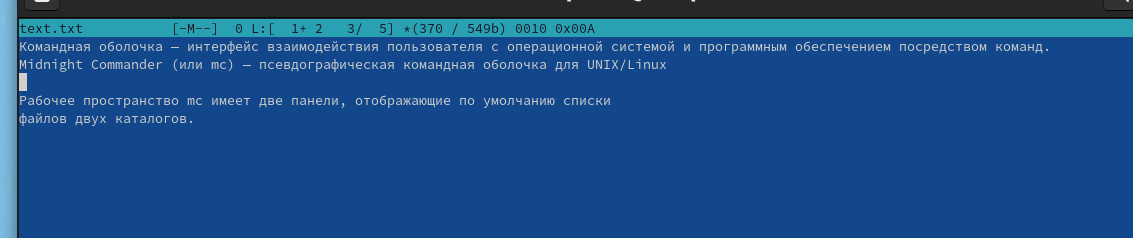 text.txt [-M--] 0 L:[ 1+ 2 3/ 5] *(370 / 549b) 0010 0x00A
Командная оболочка — интерфейс взаимодействия пользователя с операционной системой и программным обеспечением посредством команд.
Midnight Commander (или mc) — псевдографическая командная оболочка для UNIX/Linux
Рабочее пространство mc имеет две панели, отображающие по умолчанию списки
файлов двух каталогов.